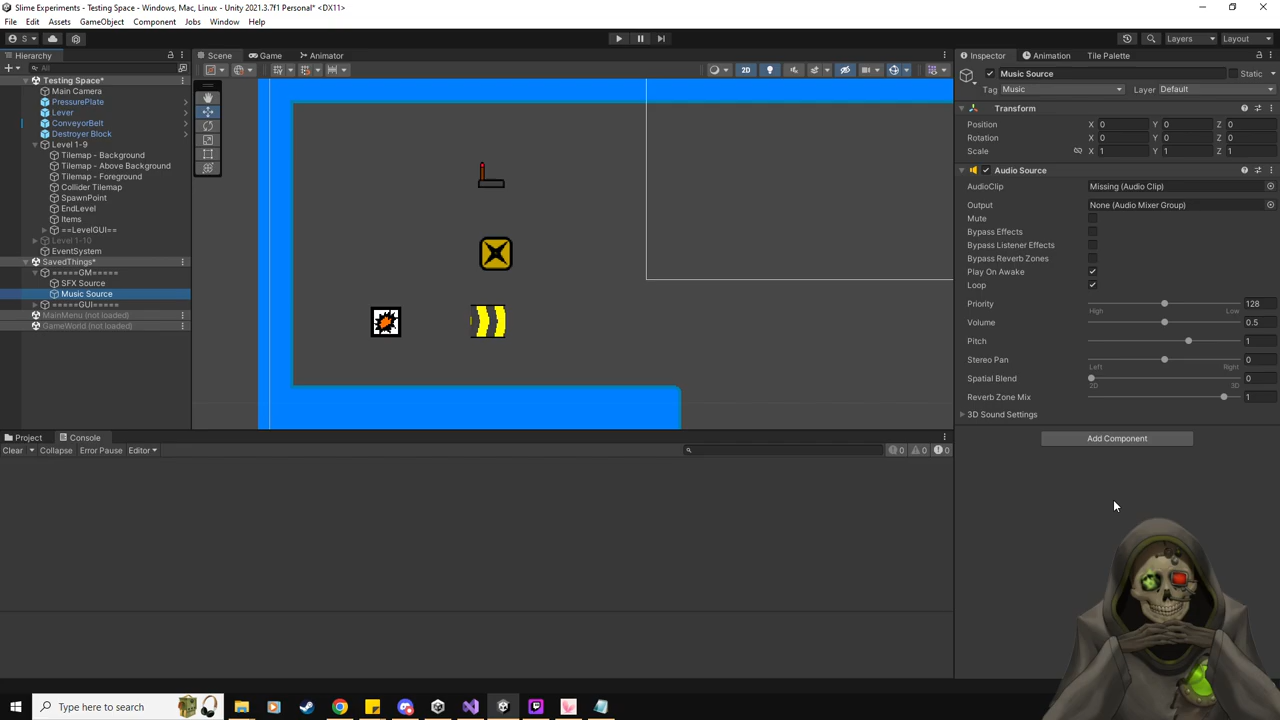 Slime Experiments - Testing Space - Windows, Mac, Linux - Unity 2021.3.7f1 Personal* <DX11>
File Edit Assets GameObject Component Jobs Window Help
S Layers Layout
Hierarchy Scene Game Animator Inspector Animation Tile Palette
All 2D
Testing Space*
Main Camera
PressurePlate
Lever
ConveyorBelt
Destroyer Block
Level 1-9
Tilemap - Background
Tilemap - Above Background
Tilemap - Foreground
Collider Tilemap
SpawnPoint
EndLevel
Items
==LevelGUI==
Level 1-10
EventSystem
SavedThings*
=====GM=====
SFX Source
Music Source
=====GUI=====
MainMenu (not loaded)
GameWorld (not loaded)
Music Source Static
Tag Music Layer Default
Transform
Position X 0 Y 0 Z 0
Rotation X 0 Y 0 Z 0
Scale X 1 Y 1 Z 1
Audio Source
AudioClip Missing (Audio Clip)
Output None (Audio Mixer Group)
Mute
Bypass Effects
Bypass Listener Effects
Bypass Reverb Zones
Play On Awake
Loop
Priority 128
High Low
Volume 0.5
Pitch 1
Stereo Pan 0
Left Right
Spatial Blend 0
2D 3D
Reverb Zone Mix 1
3D Sound Settings
Add Component
Project Console
Clear Collapse Error Pause Editor 0 0 0
Type here to search